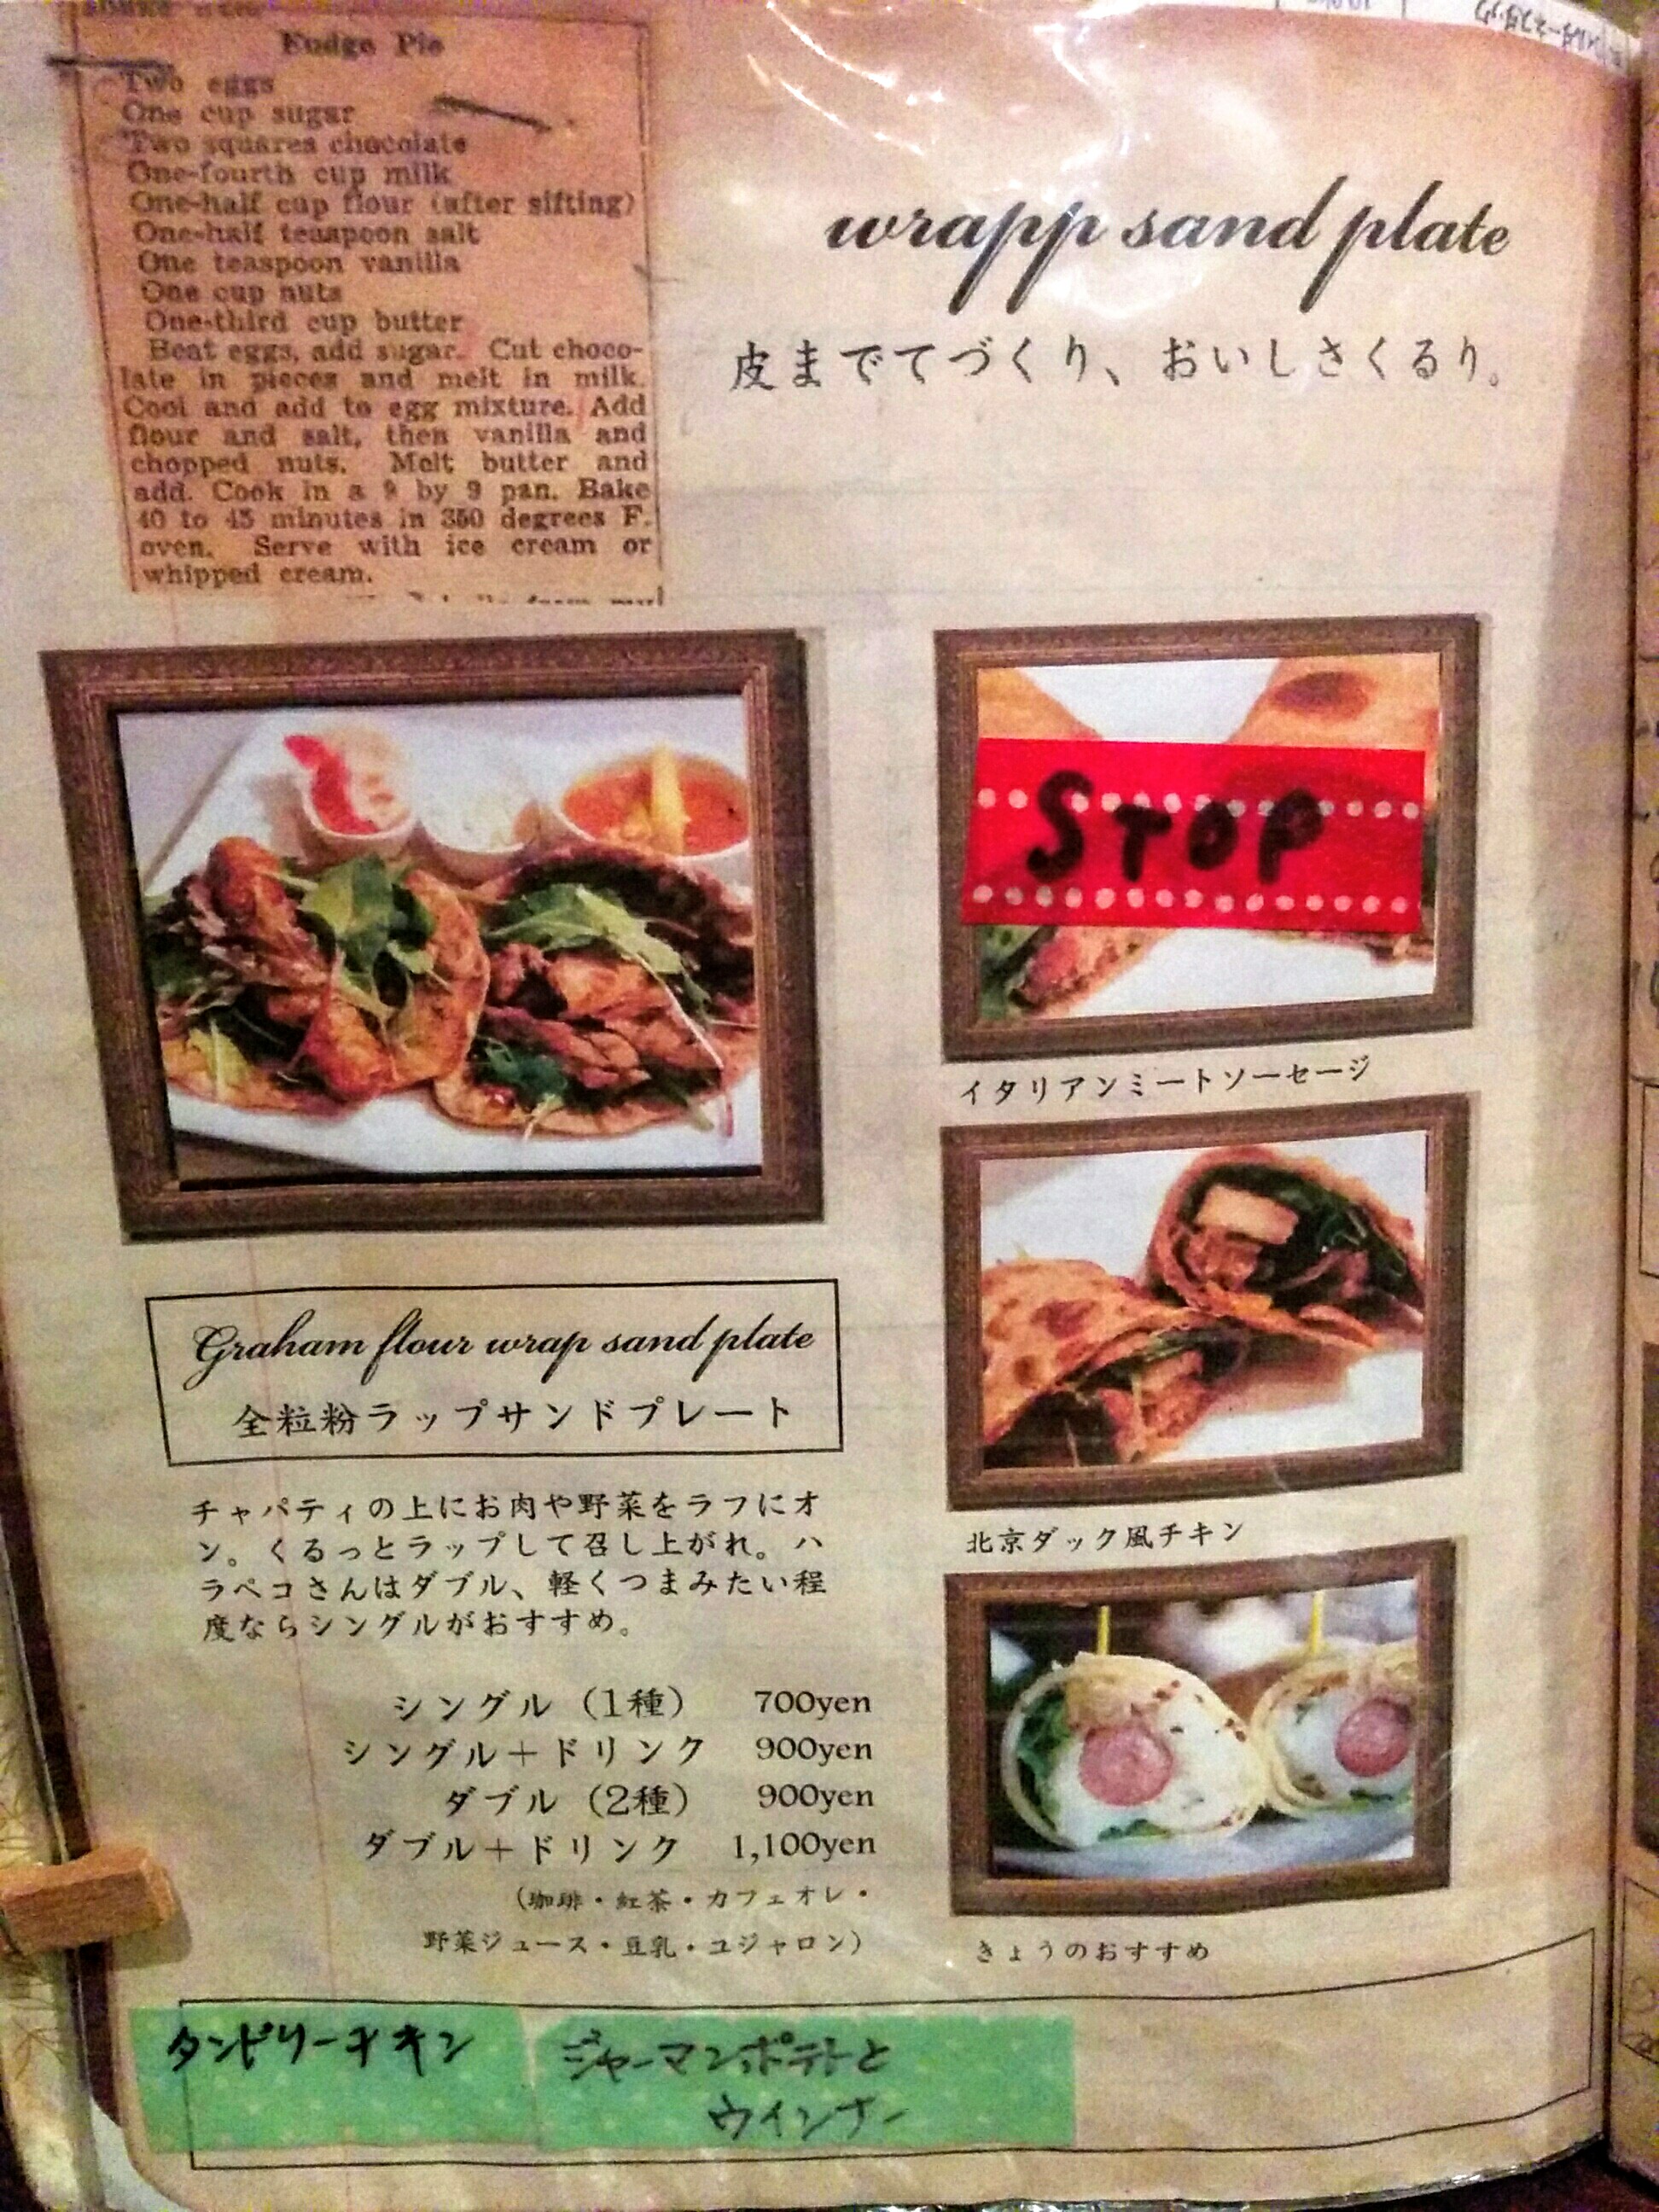 Fudge Pie
Two eggs
One cup sugar
Two squares chocolate
One-fourth cup milk
One-half cup flour (after sifting)
One-half teaspoon salt
One teaspoon vanilla
One cup nuts
One-third cup butter
Beat eggs, add sugar. Cut choco-
late in pieces and melt in milk.
Cool and add to egg mixture. Add
flour and salt, then vanilla and
chopped nuts. Melt butter and
add. Cook in a 9 by 9 pan. Bake
40 to 45 minutes in 350 degrees F.
oven. Serve with ice cream or
whipped cream.
wrapp sand plate
皮までてづくり、おいしさくるり。
STOP
イタリアンミートソーセージ
北京ダック風チキン
きょうのおすすめ
Graham flour wrap sand plate
全粒粉ラップサンドプレート
チャパティの上にお肉や野菜をラフにオ
ン。くるっとラップして召し上がれ。ハ
ラペコさんはダブル、軽くつまみたい程
度ならシングルがおすすめ。
シングル（1種） 700yen
シングル＋ドリンク 900yen
ダブル（2種） 900yen
ダブル＋ドリンク 1,100yen
（珈琲・紅茶・カフェオレ・
野菜ジュース・豆乳・ユジャロン）
タンドリーチキン
ジャーマンポテトと
ウインナー